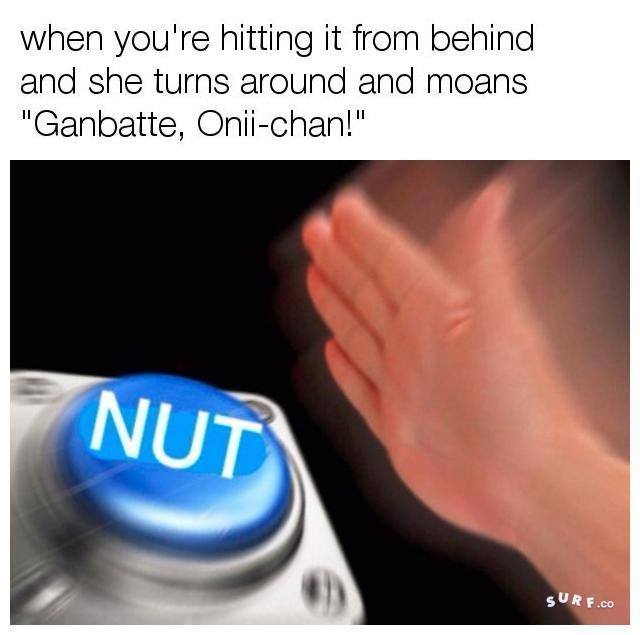 when you're hitting it from behind
and she turns around and moans
"Ganbatte, Onii-chan!"
NUT
SURF.co